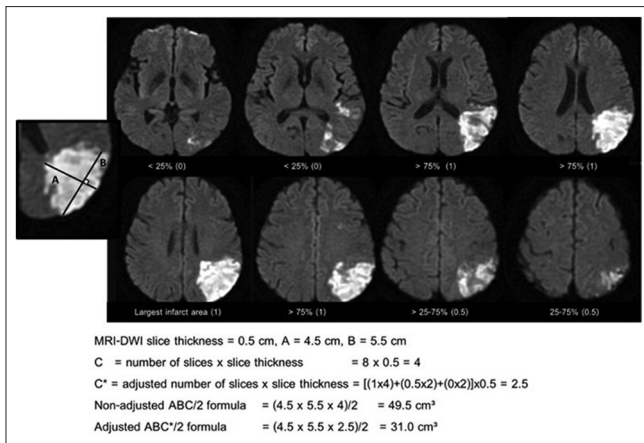 < 25% (0) < 25% (0) > 75% (1) > 75% (1)
B
A
Largest infarct area (1) > 75% (1) > 25-75% (0.5) 25-75% (0.5)
MRI-DWI slice thickness = 0.5 cm, A = 4.5 cm, B = 5.5 cm
C = number of slices x slice thickness = 8 x 0.5 = 4
C* = adjusted number of slices x slice thickness = [(1x4)+(0.5x2)+(0x2)]x0.5 = 2.5
Non-adjusted ABC/2 formula = (4.5 x 5.5 x 4)/2 = 49.5 cm³
Adjusted ABC*/2 formula = (4.5 x 5.5 x 2.5)/2 = 31.0 cm³